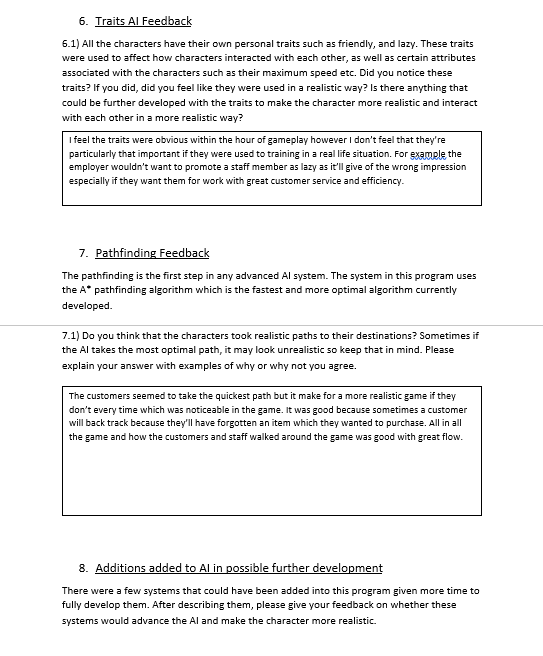 6. Traits AI Feedback
6.1) All the characters have their own personal traits such as friendly, and lazy. These traits
were used to affect how characters interacted with each other, as well as certain attributes
associated with the characters such as their maximum speed etc. Did you notice these
traits? If you did, did you feel like they were used in a realistic way? Is there anything that
could be further developed with the traits to make the character more realistic and interact
with each other in a more realistic way?
I feel the traits were obvious within the hour of gameplay however I don't feel that they're
particularly that important if they were used to training in a real life situation. For example the
employer wouldn't want to promote a staff member as lazy as it'll give of the wrong impression
especially if they want them for work with great customer service and efficiency.
7. Pathfinding Feedback
The pathfinding is the first step in any advanced AI system. The system in this program uses
the A* pathfinding algorithm which is the fastest and more optimal algorithm currently
developed.
7.1) Do you think that the characters took realistic paths to their destinations? Sometimes if
the AI takes the most optimal path, it may look unrealistic so keep that in mind. Please
explain your answer with examples of why or why not you agree.
The customers seemed to take the quickest path but it make for a more realistic game if they
don't every time which was noticeable in the game. It was good because sometimes a customer
will back track because they'll have forgotten an item which they wanted to purchase. All in all
the game and how the customers and staff walked around the game was good with great flow.
8. Additions added to AI in possible further development
There were a few systems that could have been added into this program given more time to
fully develop them. After describing them, please give your feedback on whether these
systems would advance the AI and make the character more realistic.